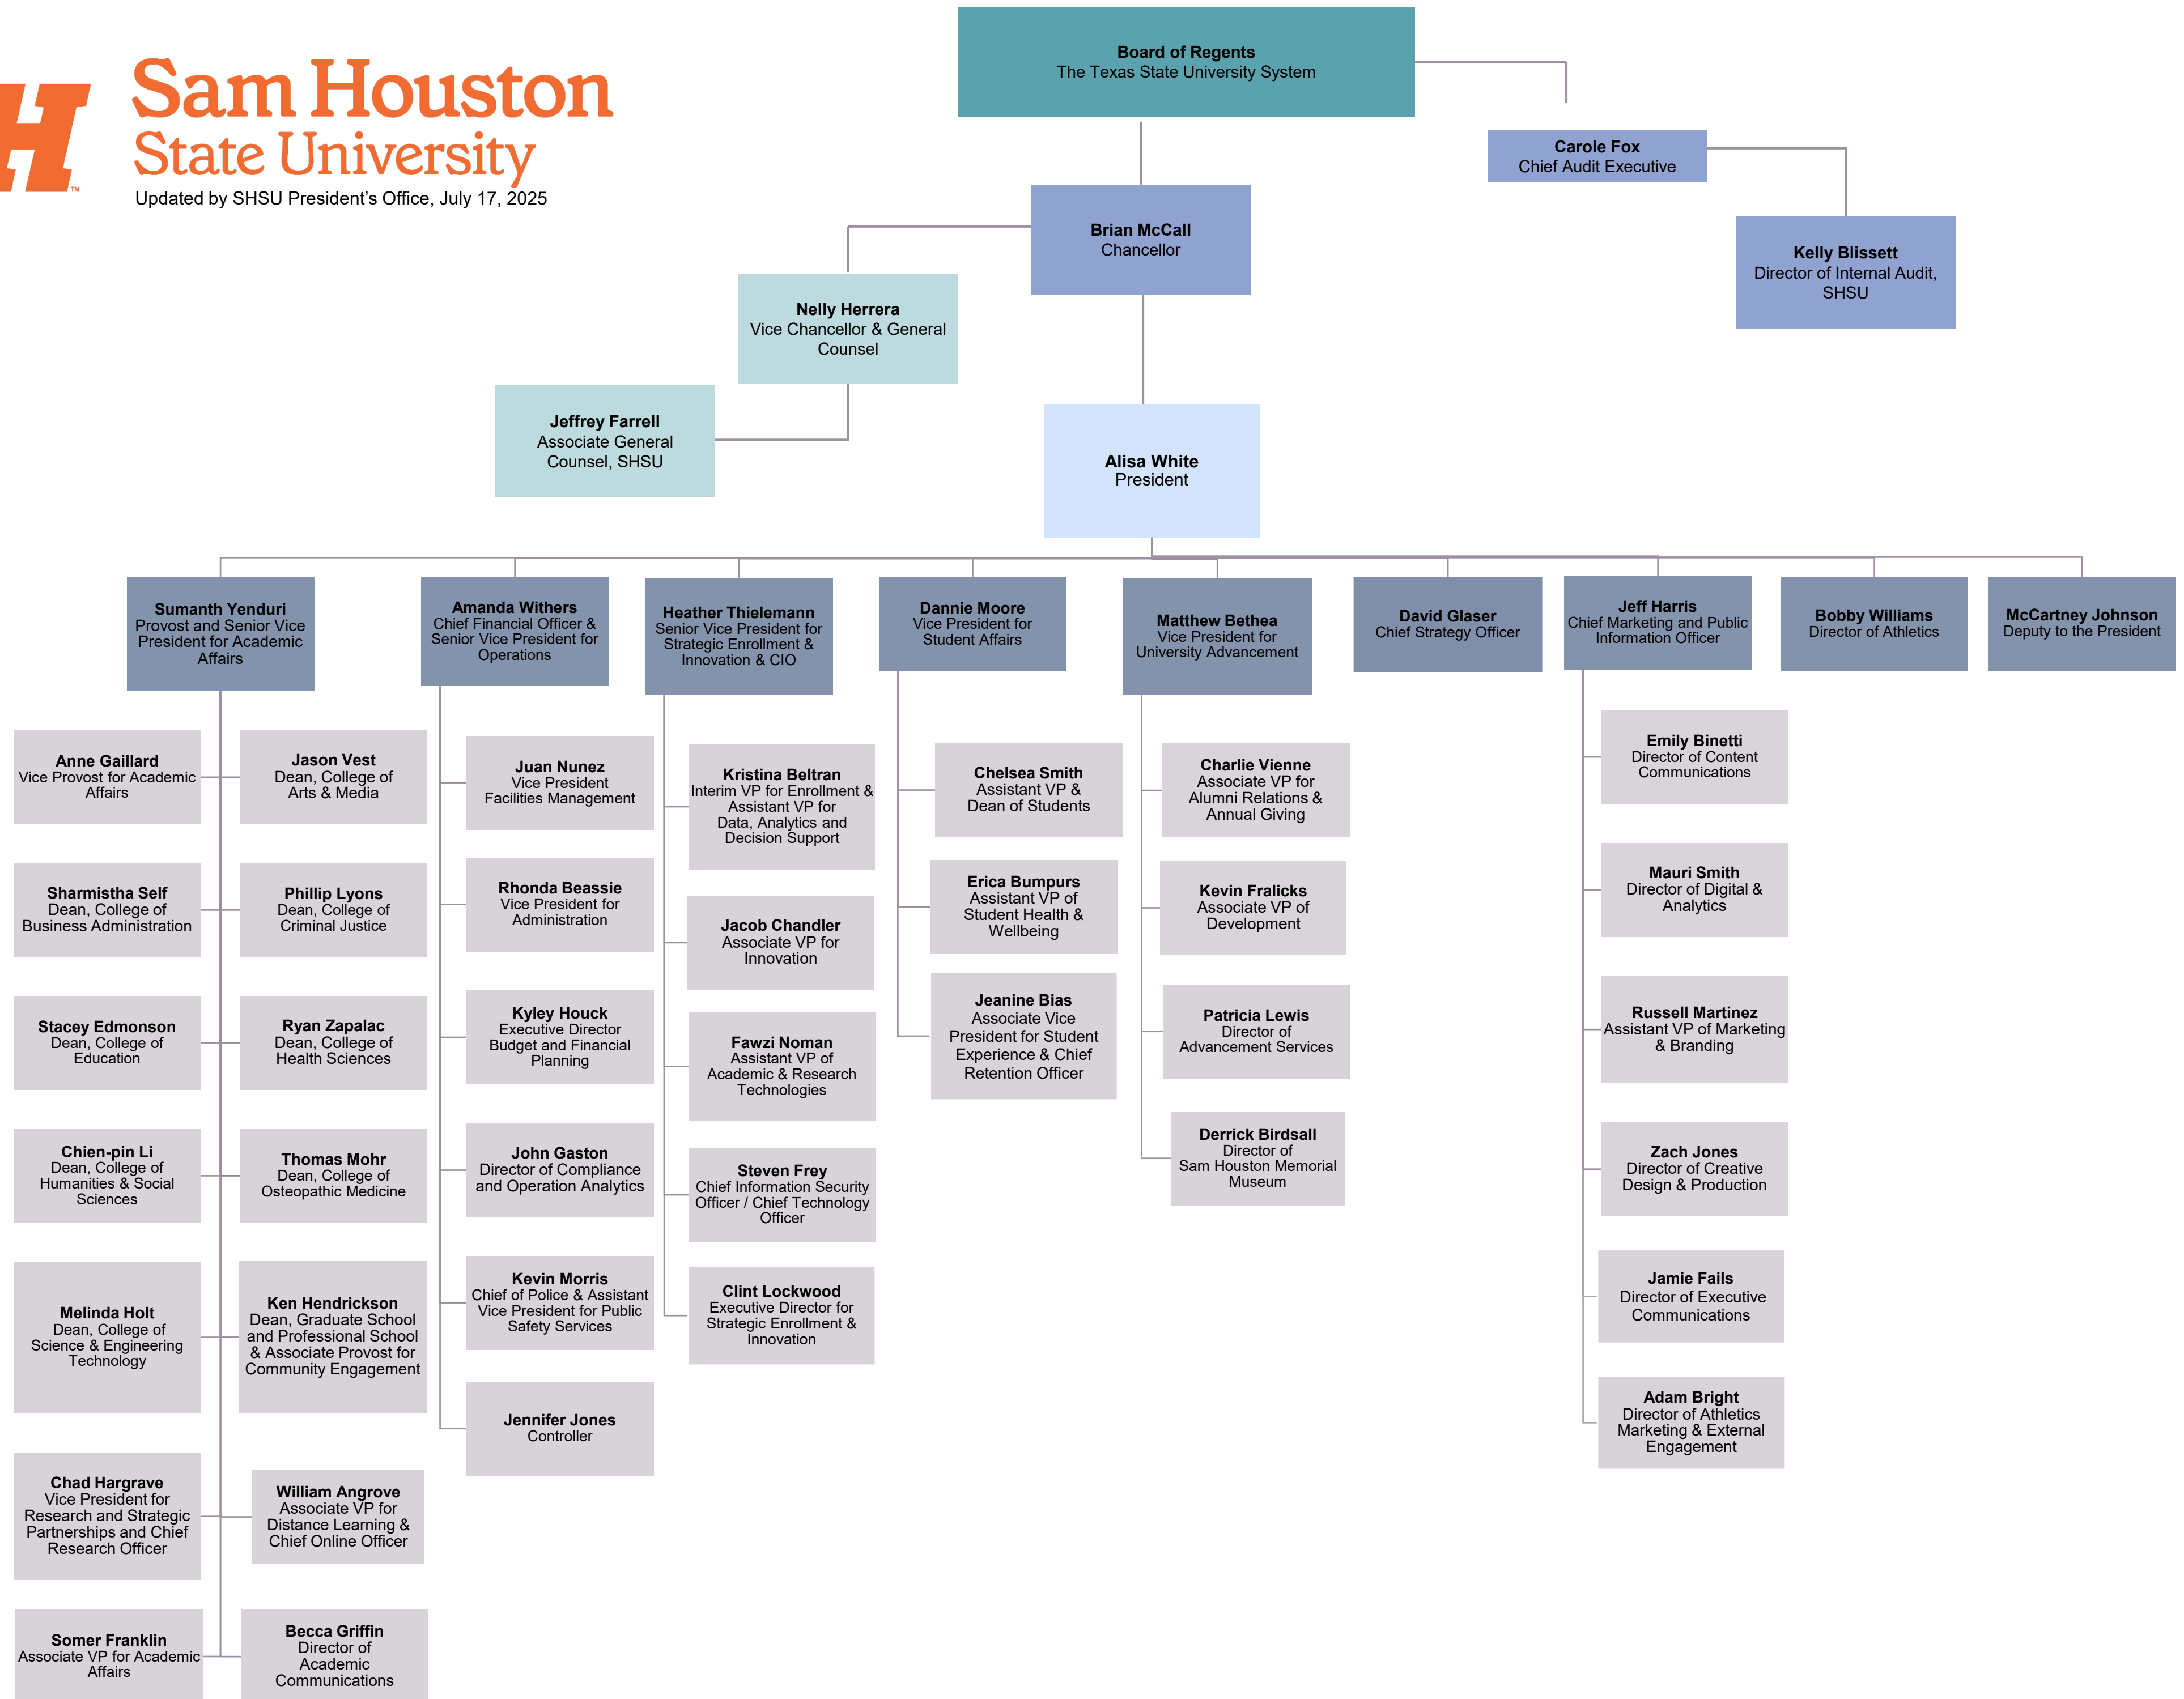 Board of Regents
The Texas State University System
H
™
Sam Houston
State University
Updated by SHSU President’s Office, July 17, 2025
Carole Fox
Chief Audit Executive
Brian McCall
Chancellor
Kelly Blissett
Director of Internal Audit,
SHSU
Nelly Herrera
Vice Chancellor & General
Counsel
Jeffrey Farrell
Associate General
Counsel, SHSU
Alisa White
President
Sumanth Yenduri
Provost and Senior Vice
President for Academic
Affairs
Amanda Withers
Chief Financial Officer &
Senior Vice President for
Operations
Heather Thielemann
Senior Vice President for
Strategic Enrollment &
Innovation & CIO
Dannie Moore
Vice President for
Student Affairs
Matthew Bethea
Vice President for
University Advancement
David Glaser
Chief Strategy Officer
Jeff Harris
Chief Marketing and Public
Information Officer
Bobby Williams
Director of Athletics
McCartney Johnson
Deputy to the President
Anne Gaillard
Vice Provost for Academic
Affairs
Jason Vest
Dean, College of
Arts & Media
Sharmistha Self
Dean, College of
Business Administration
Phillip Lyons
Dean, College of
Criminal Justice
Stacey Edmonson
Dean, College of
Education
Ryan Zapalac
Dean, College of
Health Sciences
Chien-pin Li
Dean, College of
Humanities & Social
Sciences
Thomas Mohr
Dean, College of
Osteopathic Medicine
Melinda Holt
Dean, College of
Science & Engineering
Technology
Ken Hendrickson
Dean, Graduate School
and Professional School
& Associate Provost for
Community Engagement
Chad Hargrave
Vice President for
Research and Strategic
Partnerships and Chief
Research Officer
William Angrove
Associate VP for
Distance Learning &
Chief Online Officer
Somer Franklin
Associate VP for Academic
Affairs
Becca Griffin
Director of
Academic
Communications
Juan Nunez
Vice President
Facilities Management
Rhonda Beassie
Vice President for
Administration
Kyley Houck
Executive Director
Budget and Financial
Planning
John Gaston
Director of Compliance
and Operation Analytics
Kevin Morris
Chief of Police & Assistant
Vice President for Public
Safety Services
Jennifer Jones
Controller
Kristina Beltran
Interim VP for Enrollment &
Assistant VP for
Data, Analytics and
Decision Support
Jacob Chandler
Associate VP for
Innovation
Fawzi Noman
Assistant VP of
Academic & Research
Technologies
Steven Frey
Chief Information Security
Officer / Chief Technology
Officer
Clint Lockwood
Executive Director for
Strategic Enrollment &
Innovation
Chelsea Smith
Assistant VP &
Dean of Students
Erica Bumpurs
Assistant VP of
Student Health &
Wellbeing
Jeanine Bias
Associate Vice
President for Student
Experience & Chief
Retention Officer
Charlie Vienne
Associate VP for
Alumni Relations &
Annual Giving
Kevin Fralicks
Associate VP of
Development
Patricia Lewis
Director of
Advancement Services
Derrick Birdsall
Director of
Sam Houston Memorial
Museum
Emily Binetti
Director of Content
Communications
Mauri Smith
Director of Digital &
Analytics
Russell Martinez
Assistant VP of Marketing
& Branding
Zach Jones
Director of Creative
Design & Production
Jamie Fails
Director of Executive
Communications
Adam Bright
Director of Athletics
Marketing & External
Engagement